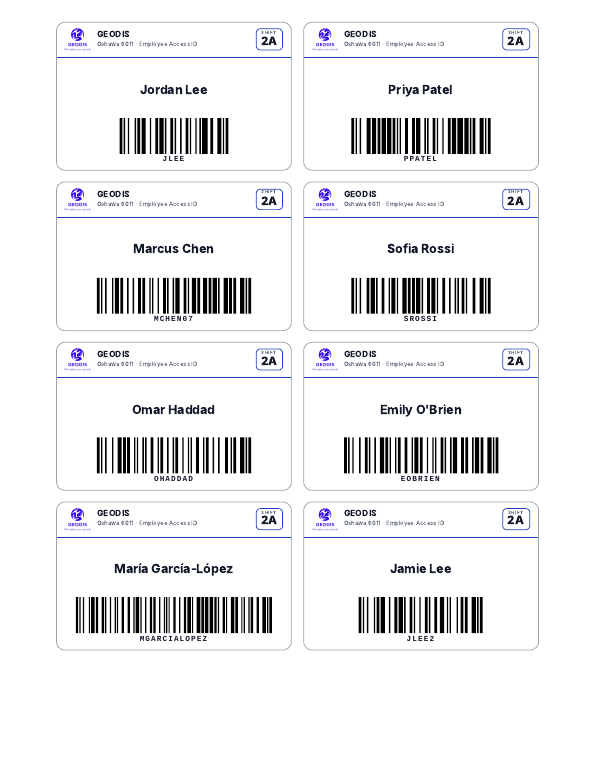 GEODIS
Oshawa 6011 · Employee Access ID
SHIFT
2A
GEODIS
Jordan Lee
JLEE
GEODIS
Oshawa 6011 · Employee Access ID
SHIFT
2A
GEODIS
Priya Patel
PPATEL
GEODIS
Oshawa 6011 · Employee Access ID
SHIFT
2A
GEODIS
Marcus Chen
MCHEN07
GEODIS
Oshawa 6011 · Employee Access ID
SHIFT
2A
GEODIS
Sofia Rossi
SROSSI
GEODIS
Oshawa 6011 · Employee Access ID
SHIFT
2A
GEODIS
Omar Haddad
OHADDAD
GEODIS
Oshawa 6011 · Employee Access ID
SHIFT
2A
GEODIS
Emily O'Brien
EOBRIEN
GEODIS
Oshawa 6011 · Employee Access ID
SHIFT
2A
GEODIS
María García-López
MGARCIALOPEZ
GEODIS
Oshawa 6011 · Employee Access ID
SHIFT
2A
GEODIS
Jamie Lee
JLEE2